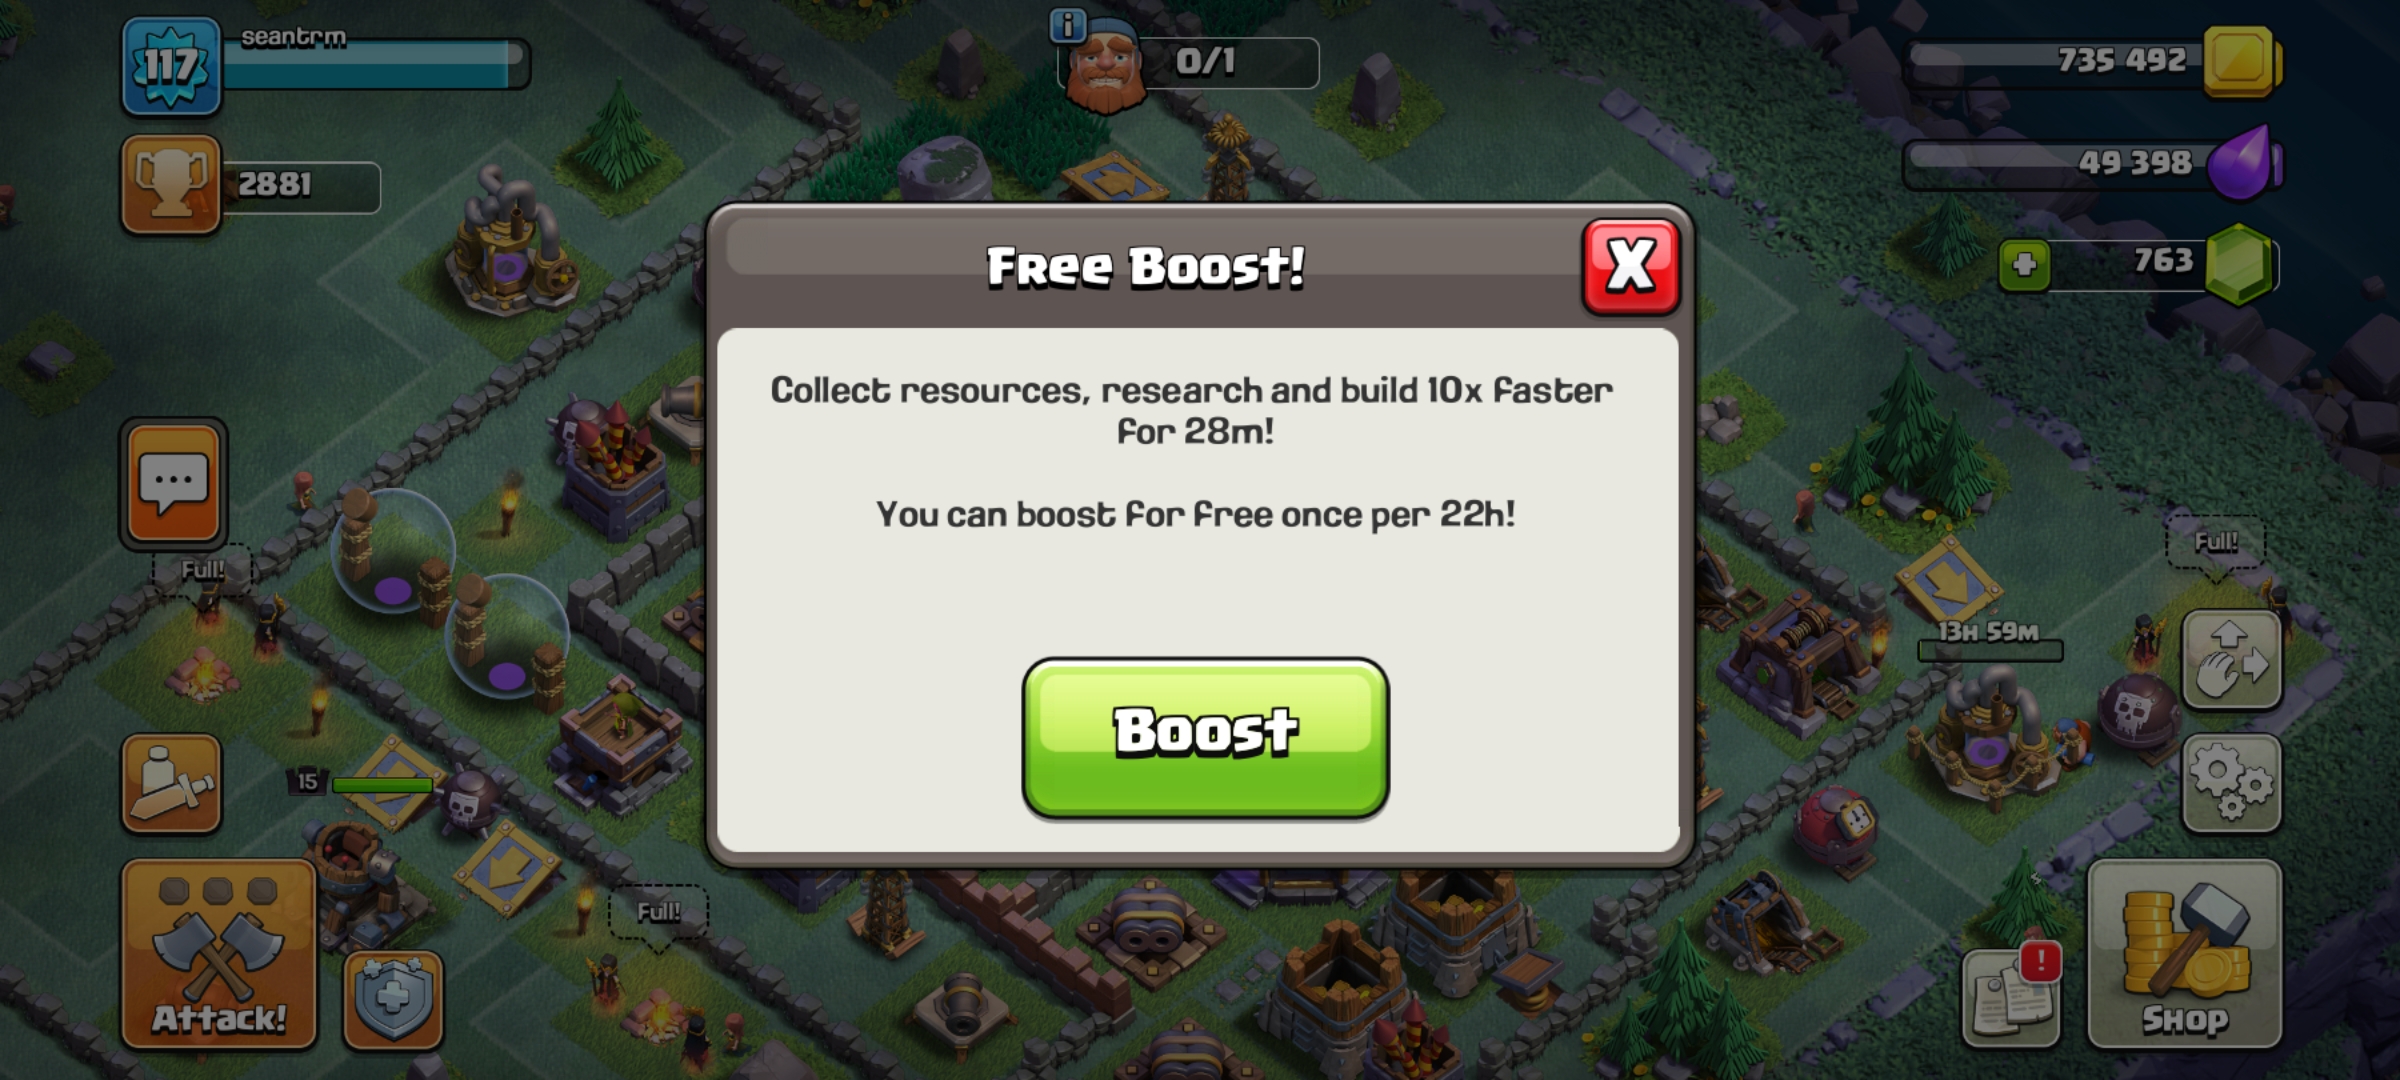 117
seantrm
0/1
735 492
2881
49 398
763
Free Boost!
X
Collect resources, research and build 10x faster
for 28m!
You can boost for free once per 22h!
Full!
Full!
13h 59m
Boost
15
Full!
!
Attack!
Shop